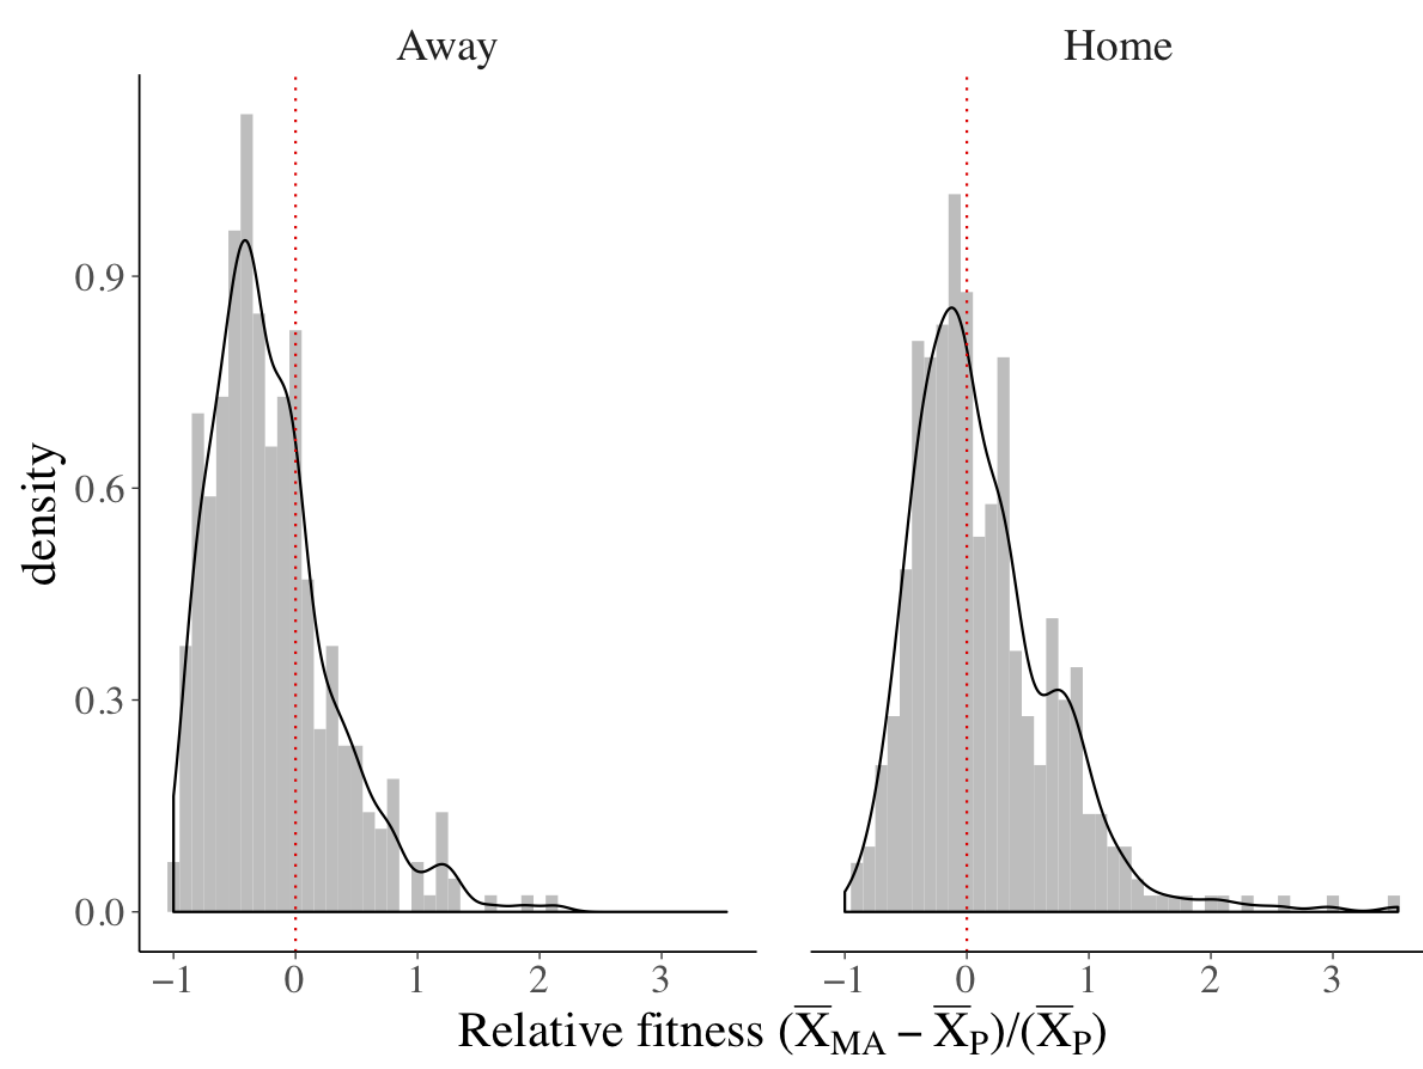 Away
Home
density
0.9
0.6
0.3
0.0
−1 0 1 2 3
−1 0 1 2 3
Relative fitness (X̅MA − X̅P)/(X̅P)